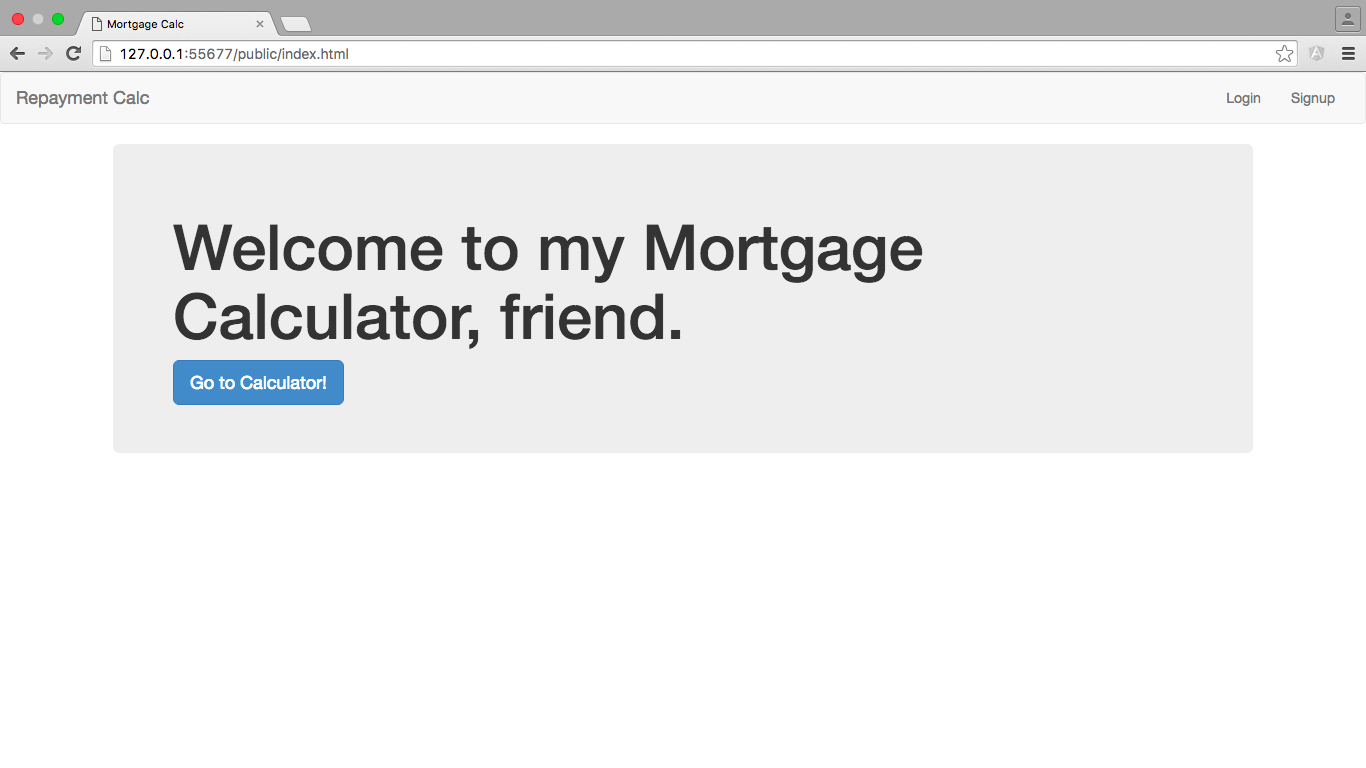 Mortgage Calc
127.0.0.1:55677/public/index.html
Repayment Calc
Login
Signup
Welcome to my Mortgage
Calculator, friend.
Go to Calculator!